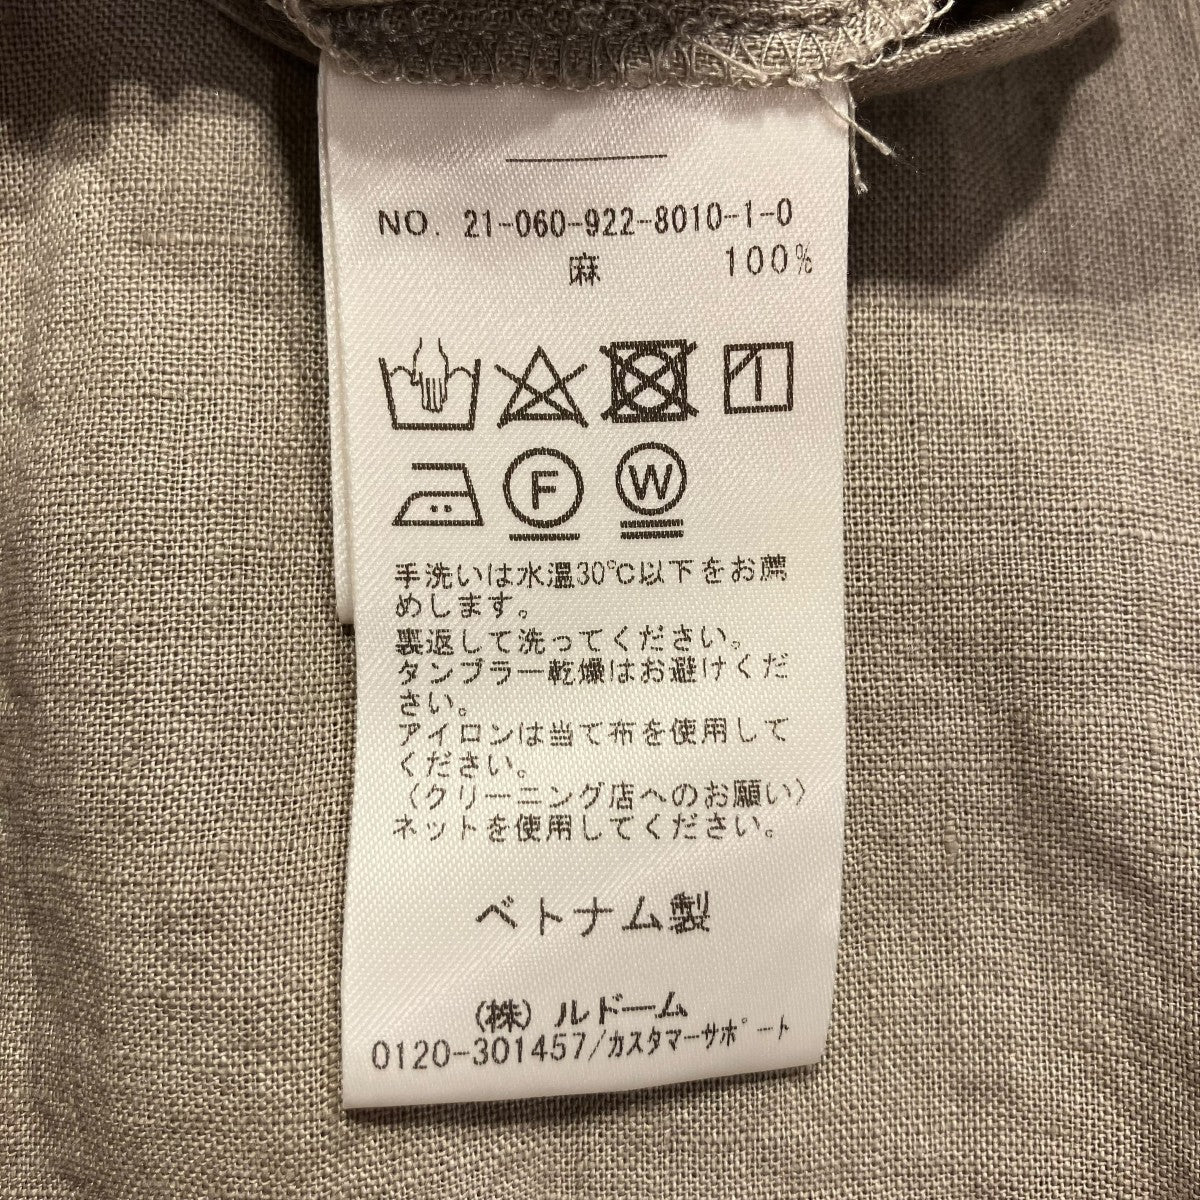 NO. 21-060-922-8010-1-0
麻 100%
F W
手洗いは水温30℃以下をお薦
めします。
裏返して洗ってください。
タンブラー乾燥はお避けくだ
さい。
アイロンは当て布を使用して
ください。
〈クリーニング店へのお願い〉
ネットを使用してください。
ベトナム製
(株)ルドーム
0120-301457/カスタマーサポート